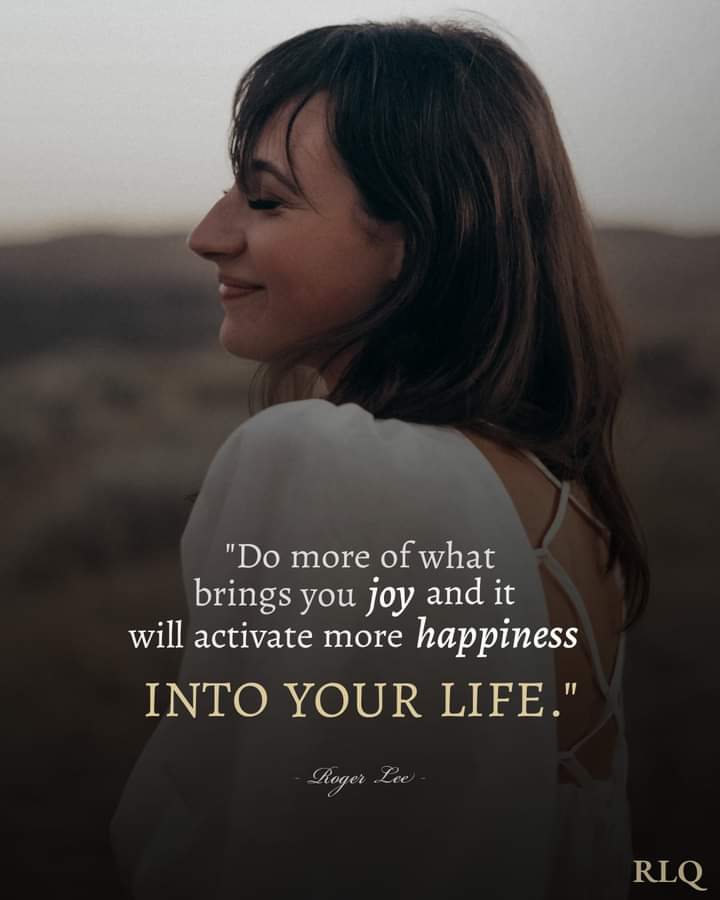 "Do more of what
brings you joy and it
will activate more happiness
INTO YOUR LIFE."
- Roger Lee -
RLQ